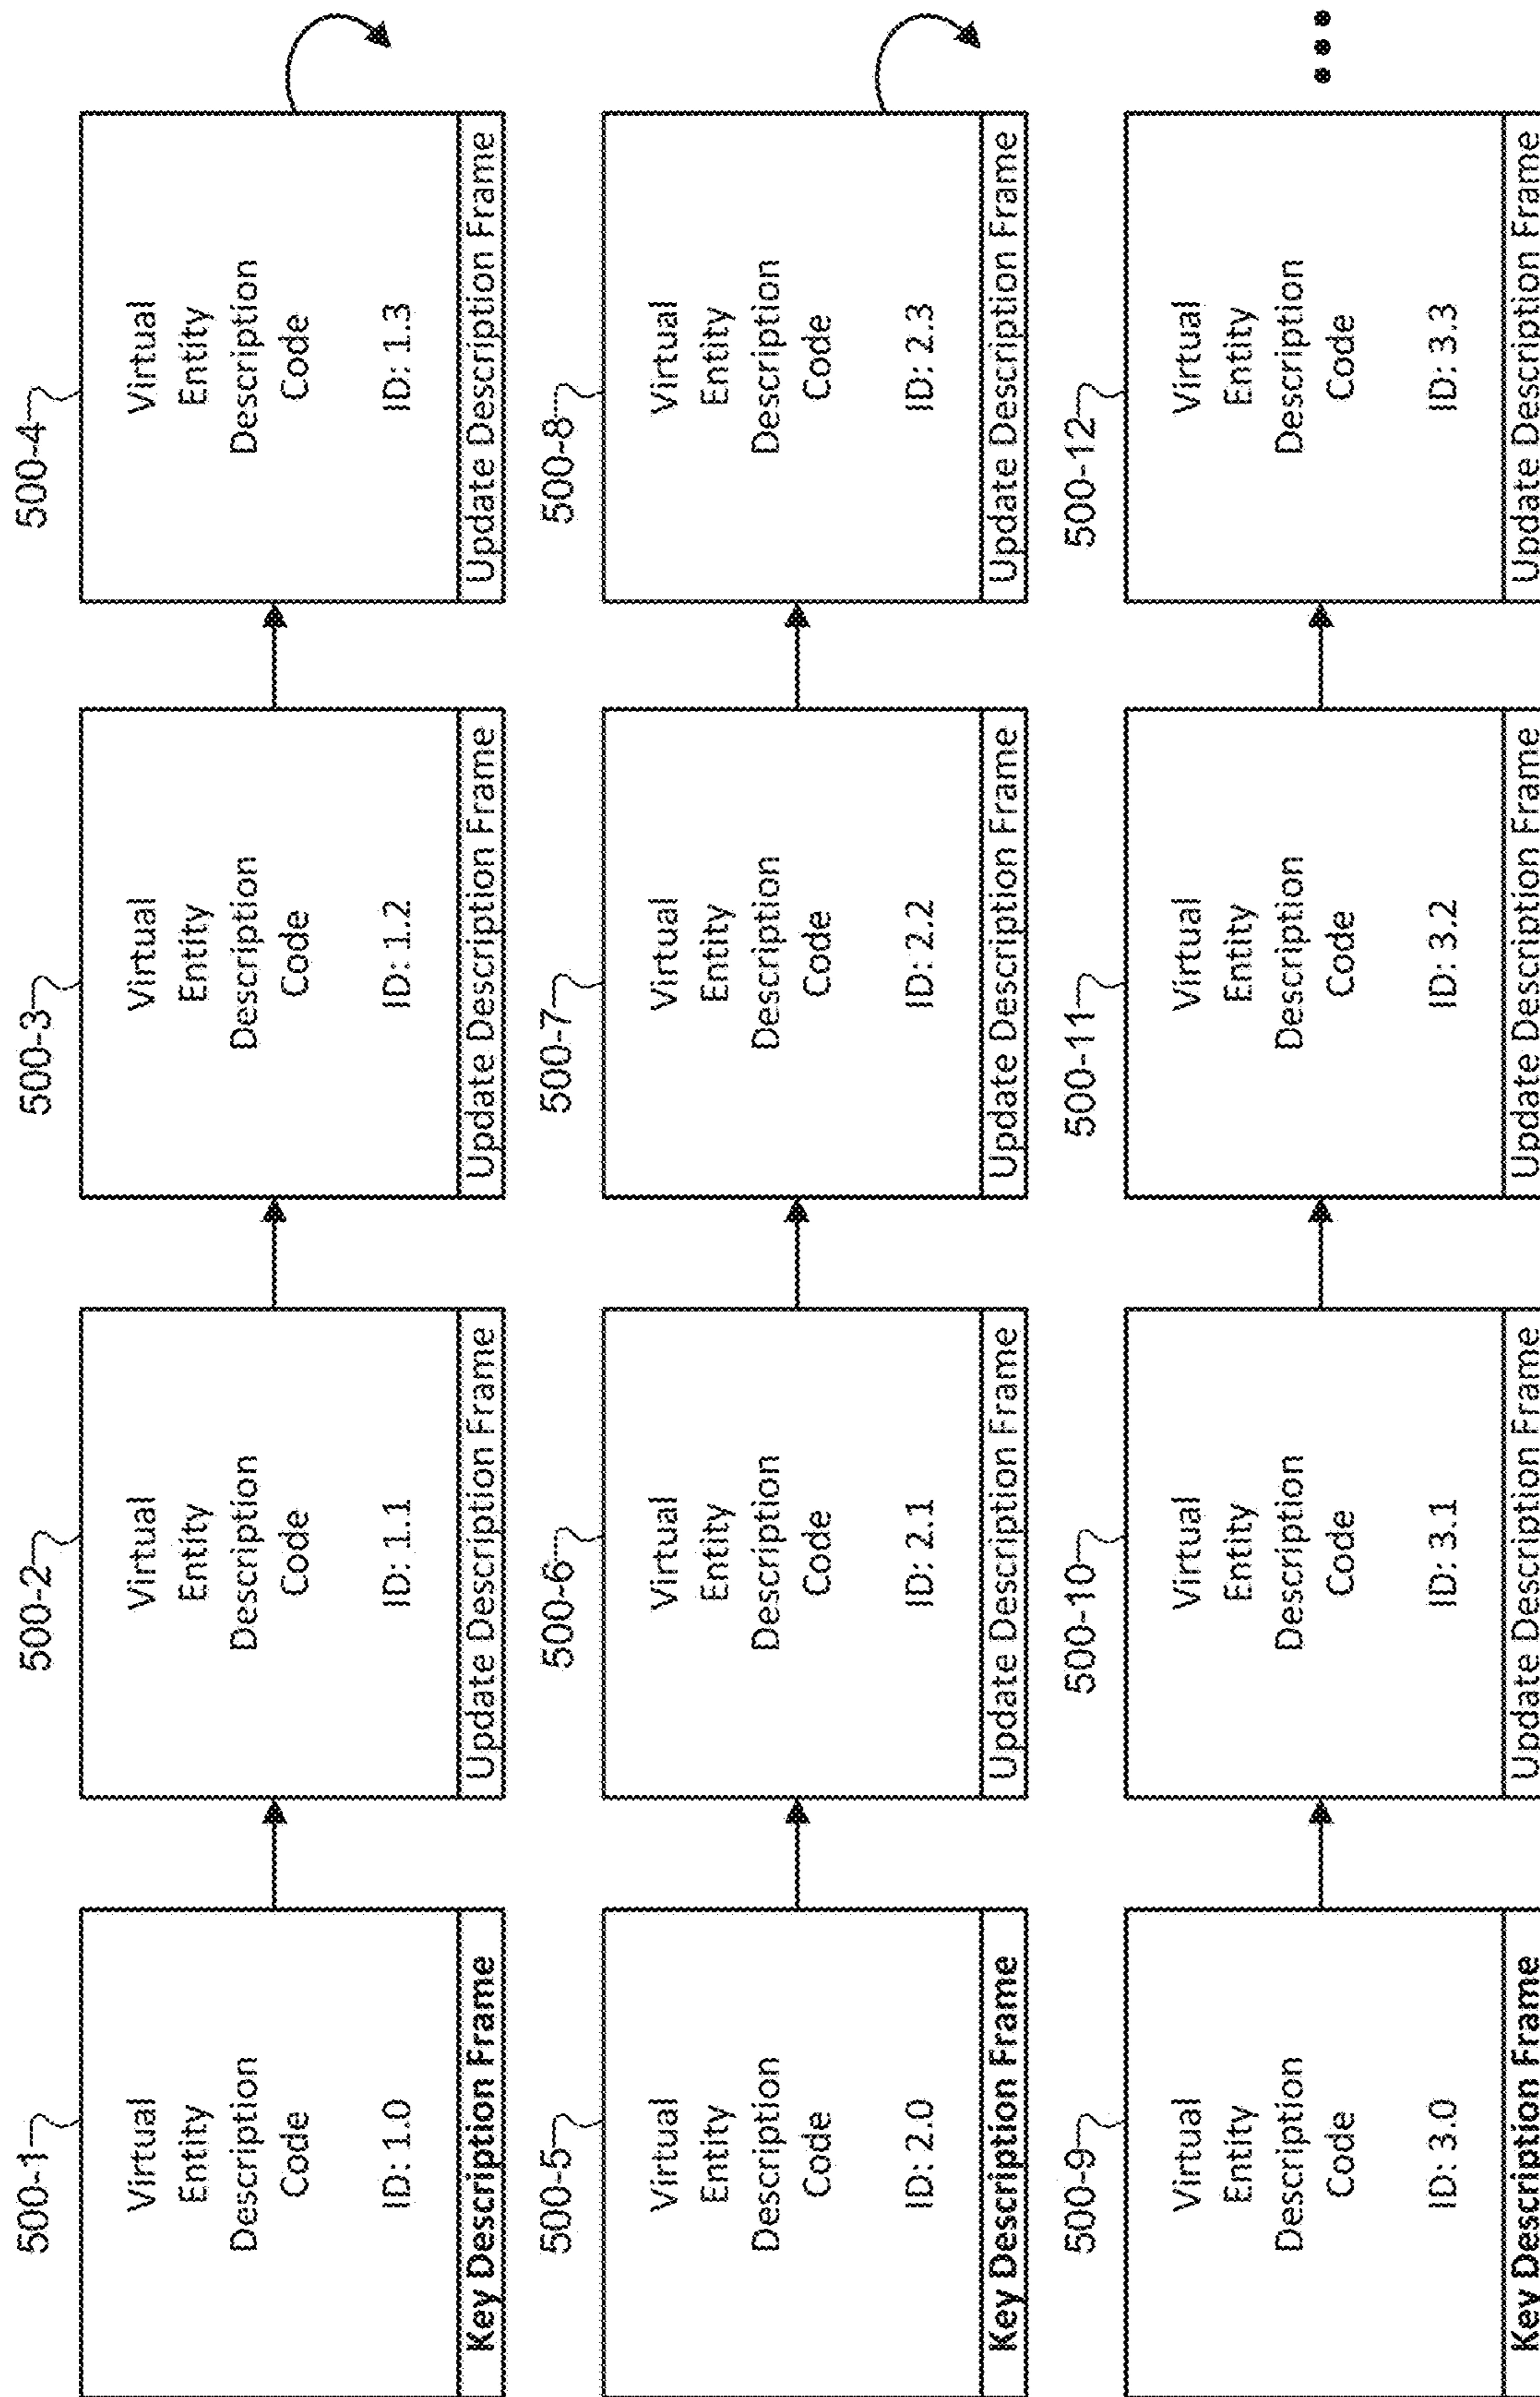 500-1
Virtual
Entity
Description
Code
ID: 1.0
Key Description Frame
500-2
Virtual
Entity
Description
Code
ID: 1.1
Update Description Frame
500-3
Virtual
Entity
Description
Code
ID: 1.2
Update Description Frame
500-4
Virtual
Entity
Description
Code
ID: 1.3
Update Description Frame
500-5
Virtual
Entity
Description
Code
ID: 2.0
Key Description Frame
500-6
Virtual
Entity
Description
Code
ID: 2.1
Update Description Frame
500-7
Virtual
Entity
Description
Code
ID: 2.2
Update Description Frame
500-8
Virtual
Entity
Description
Code
ID: 2.3
Update Description Frame
500-9
Virtual
Entity
Description
Code
ID: 3.0
Key Description Frame
500-10
Virtual
Entity
Description
Code
ID: 3.1
Update Description Frame
500-11
Virtual
Entity
Description
Code
ID: 3.2
Update Description Frame
500-12
Virtual
Entity
Description
Code
ID: 3.3
Update Description Frame